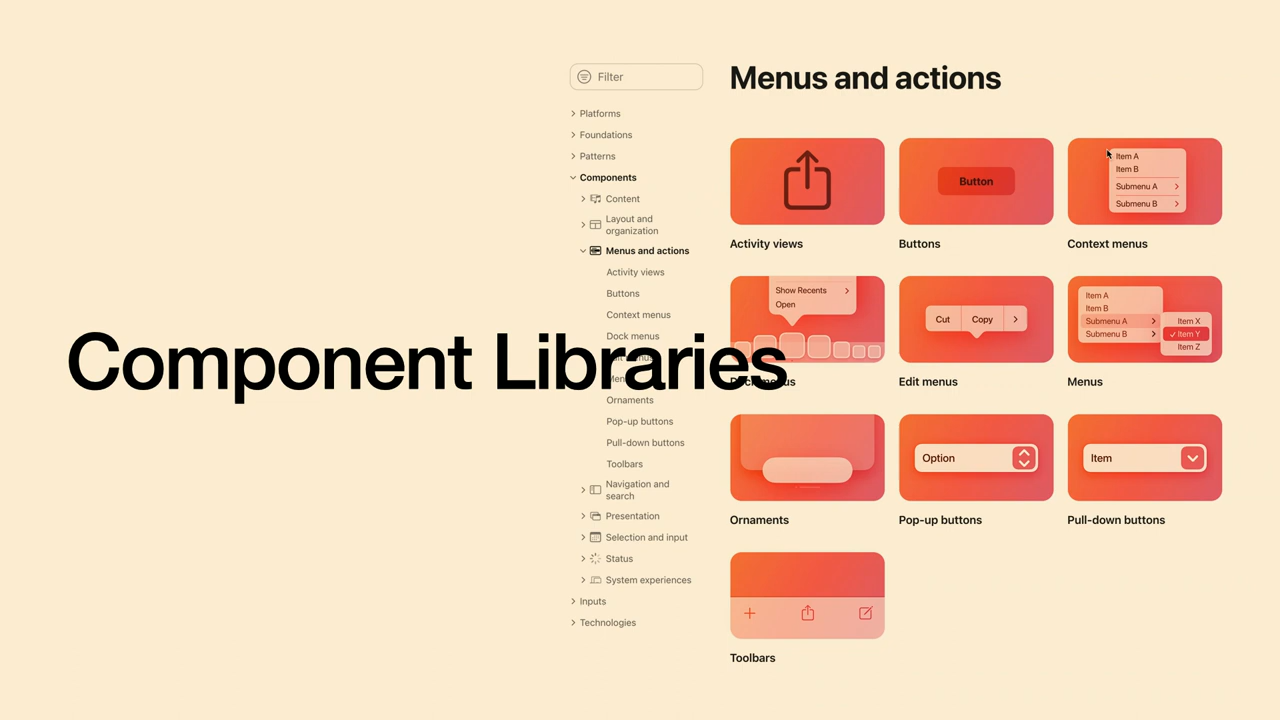 Filter
Platforms
Foundations
Patterns
Components
Content
Layout and
organization
Menus and actions
Activity views
Buttons
Context menus
Dock menus
Ornaments
Pop-up buttons
Pull-down buttons
Toolbars
Navigation and
search
Presentation
Selection and input
Status
System experiences
Inputs
Technologies
Component Libraries
Menus and actions
Activity views
Button
Buttons
Item A
Item B
Submenu A
Submenu B
Context menus
Show Recents
Open
Cut Copy
Edit menus
Item A
Item B
Submenu A
Submenu B
Item X
Item Y
Item Z
Menus
Ornaments
Option
Pop-up buttons
Item
Pull-down buttons
Toolbars